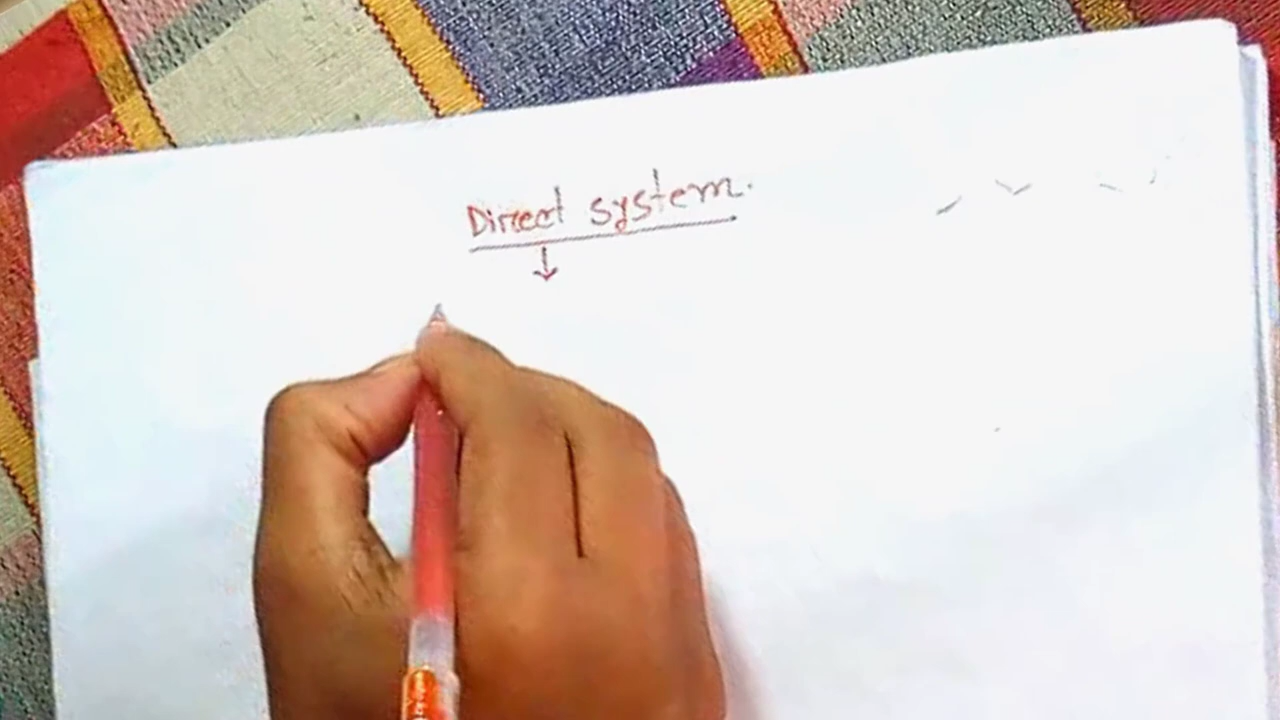 Direct system.
↓